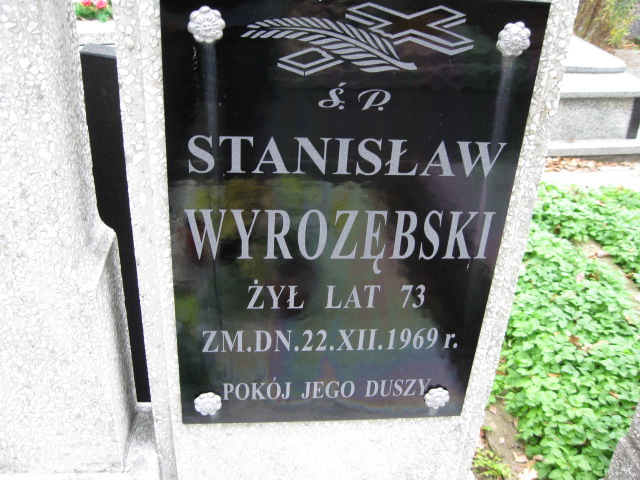 Ś. P.
STANISŁAW
WYROZĘBSKI
ŻYŁ LAT 73
ZM.DN.22.XII.1969 r.
POKÓJ JEGO DUSZY